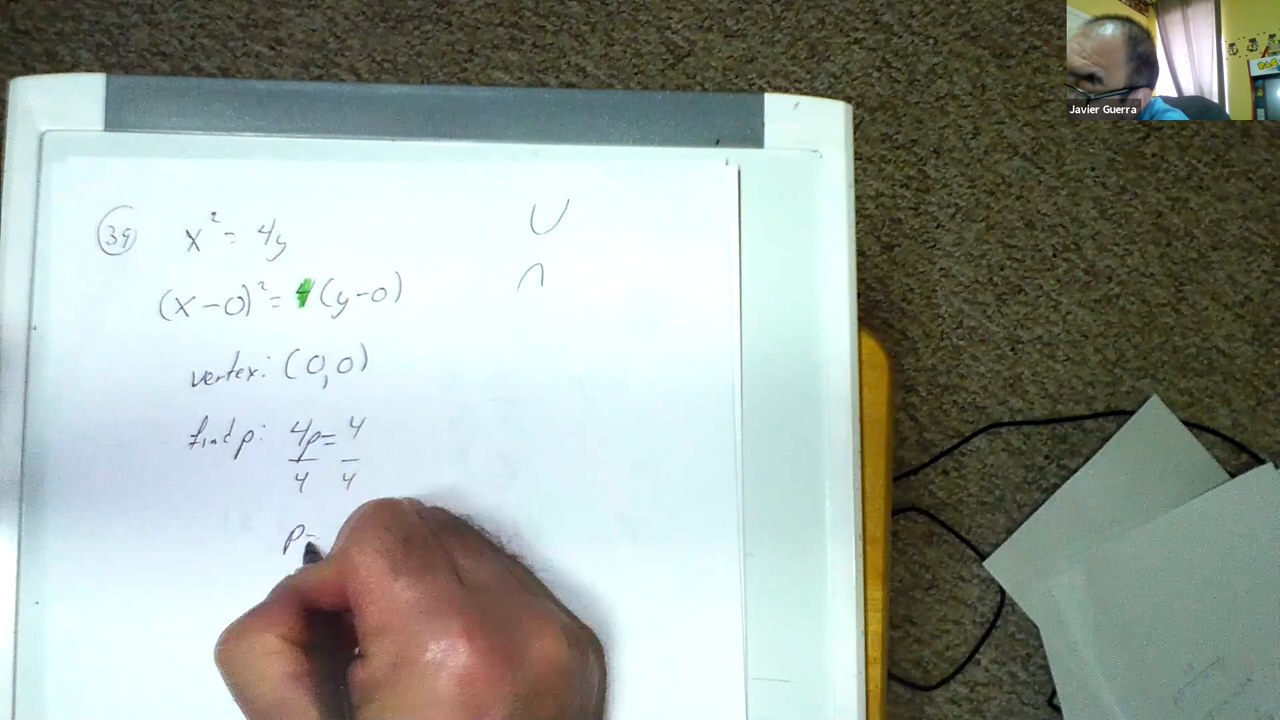 39 x² = 4y
(x-0)² = 4(y-0)
vertex: (0,0)
find p: 4p = 4
4 4
p=
Javier Guerra